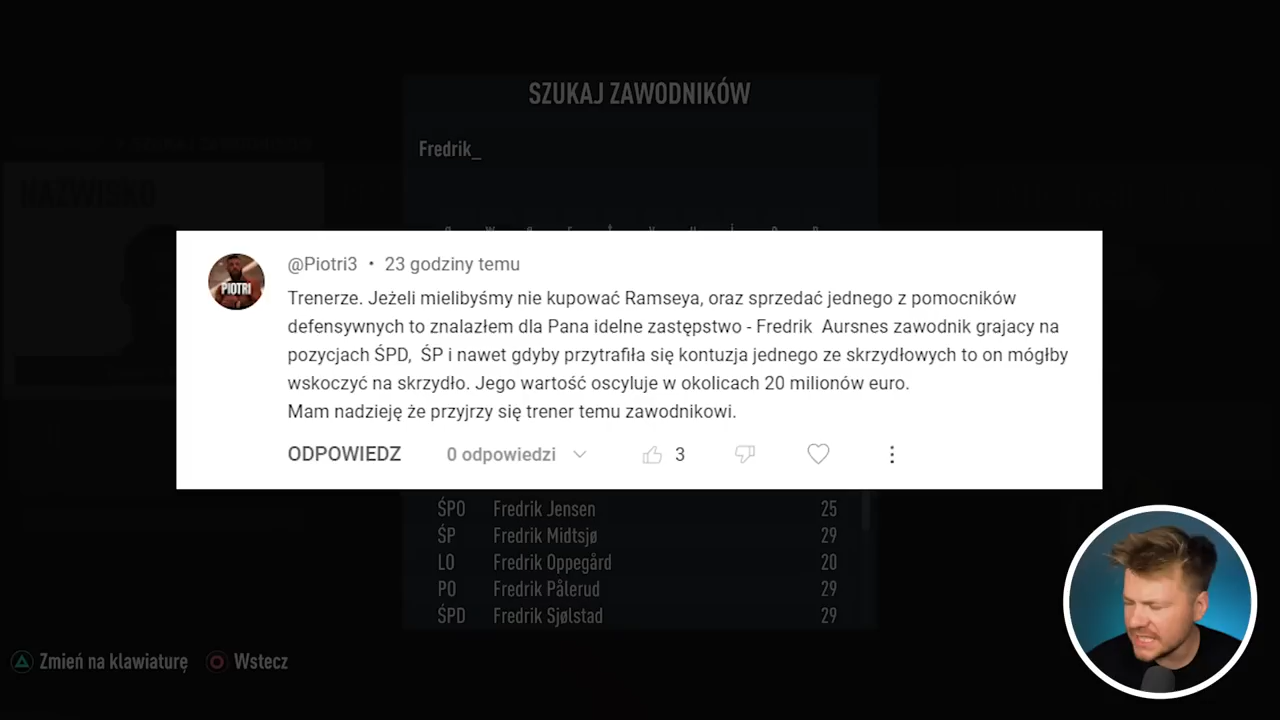 SZUKAJ ZAWODNIKÓW
Fredrik_
NAZWISKO
@Piotri3 • 23 godziny temu
PIOTRI
Trenerze. Jeżeli mielibyśmy nie kupować Ramseya, oraz sprzedać jednego z pomocników
defensywnych to znalazłem dla Pana idelne zastępstwo - Fredrik Aursnes zawodnik grajacy na
pozycjach ŚPD, ŚP i nawet gdyby przytrafiła się kontuzja jednego ze skrzydłowych to on mógłby
wskoczyć na skrzydło. Jego wartość oscyluje w okolicach 20 milionów euro.
Mam nadzieję że przyjrzy się trener temu zawodnikowi.
ODPOWIEDZ 0 odpowiedzi 3
ŚPO Fredrik Jensen 25
ŚP Fredrik Midtsjø 29
LO Fredrik Oppegård 20
PO Fredrik Pålerud 29
ŚPD Fredrik Sjølstad 29
Zmień na klawiaturę Wstecz